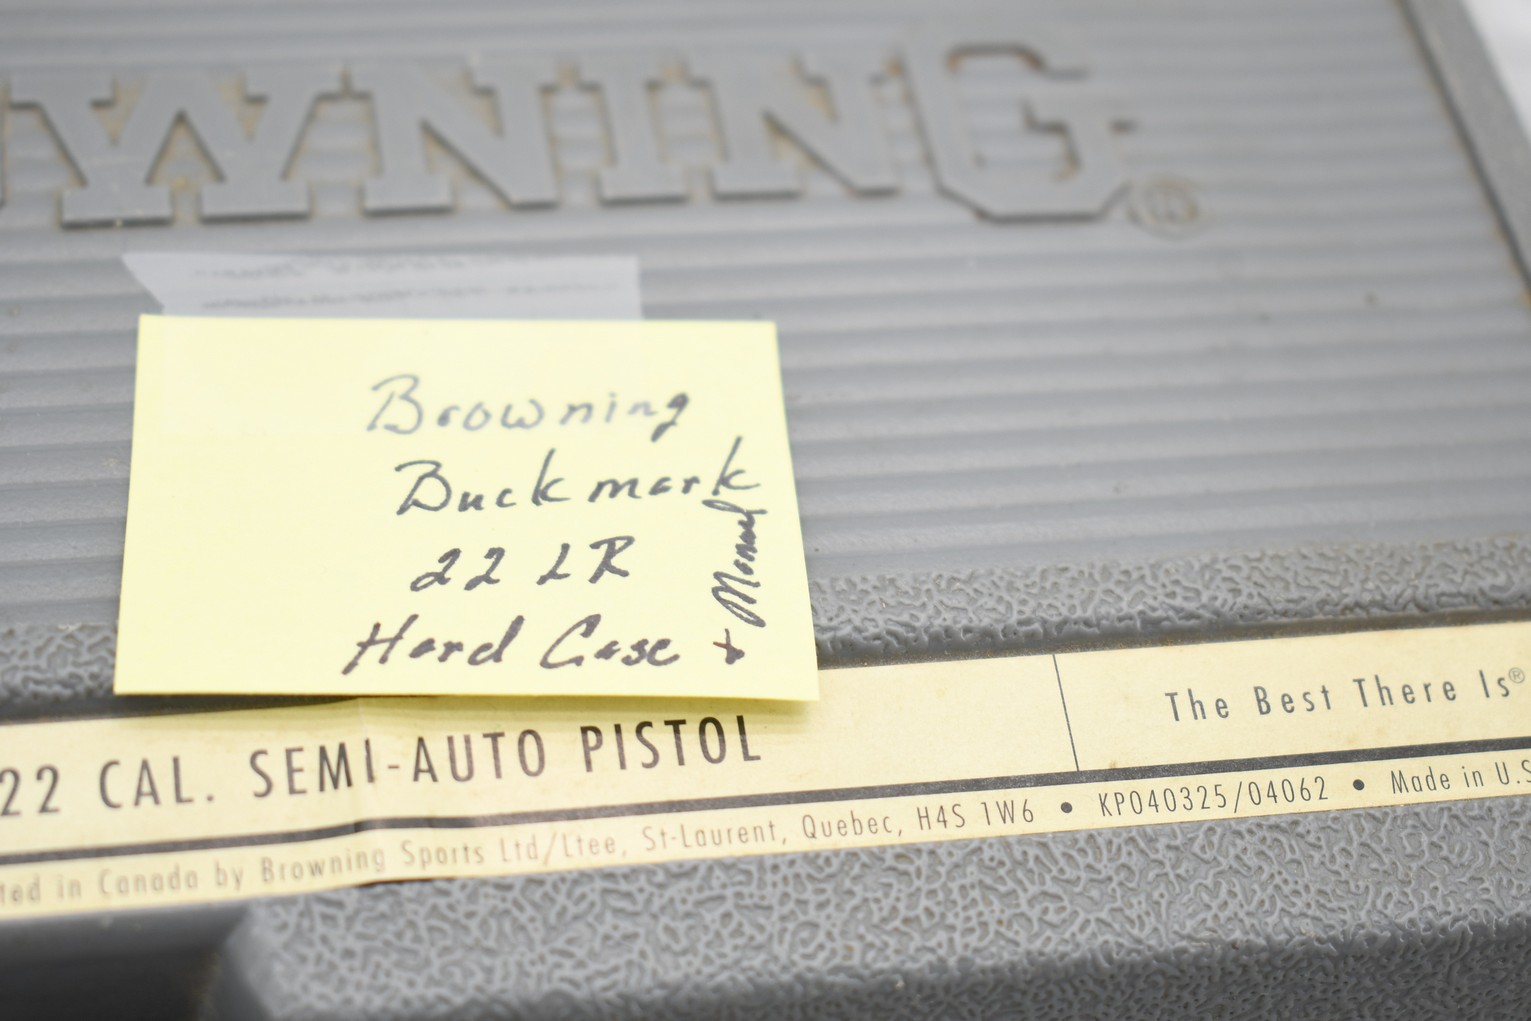 WNING®
Browning
Buckmark
22 LR
Hard Case + Manual
22 CAL. SEMI-AUTO PISTOL
The Best There Is®
ted in Canada by Browning Sports Ltd/Ltee, St-Laurent, Quebec, H4S 1W6 • KP040325/04062 • Made in U.S